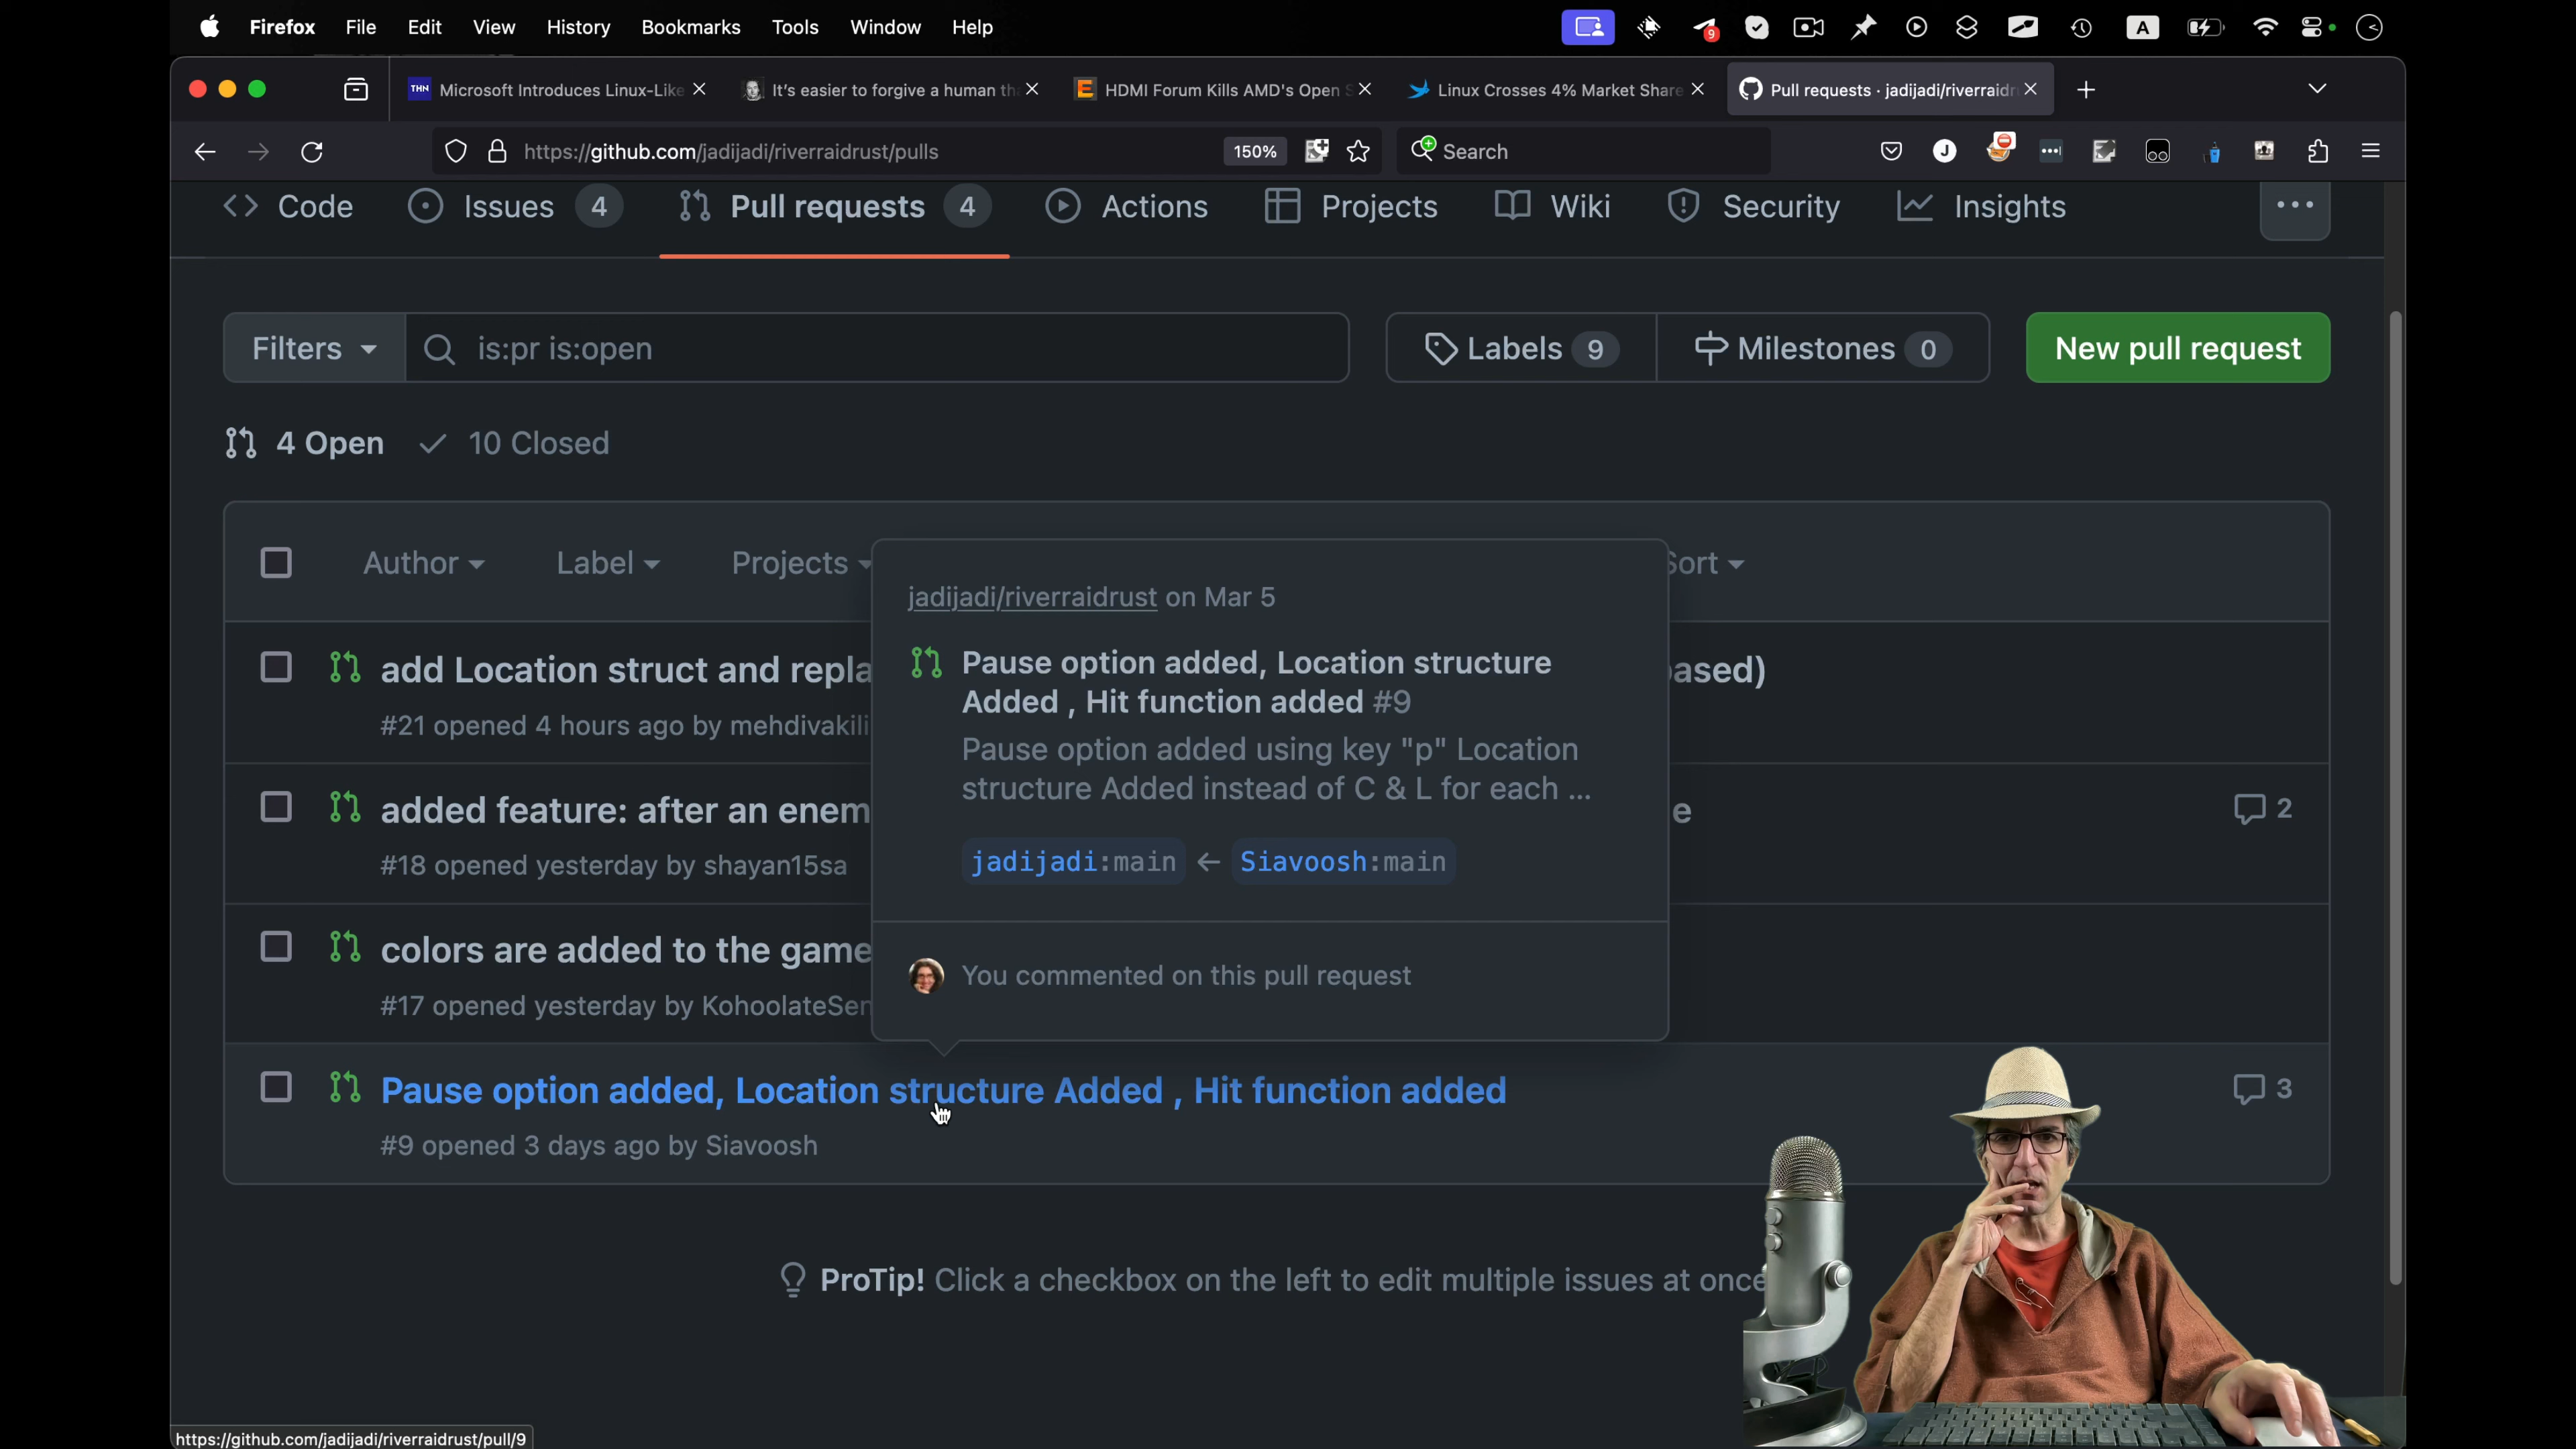 Firefox File Edit View History Bookmarks Tools Window Help
9 A
THN Microsoft Introduces Linux-Like It's easier to forgive a human th HDMI Forum Kills AMD's Open S Linux Crosses 4% Market Share Pull requests · jadijadi/riverraidr
https://github.com/jadijadi/riverraidrust/pulls 150% Search J
Code Issues 4 Pull requests 4 Actions Projects Wiki Security Insights
Filters is:pr is:open Labels 9 Milestones 0 New pull request
4 Open 10 Closed
Author Label Projects Sort
jadijadi/riverraidrust on Mar 5
Pause option added, Location structure
Added , Hit function added #9
Pause option added using key "p" Location
structure Added instead of C & L for each ...
jadijadi:main ← Siavoosh:main
You commented on this pull request
add Location struct and repla ased)
#21 opened 4 hours ago by mehdivakili
added feature: after an enem e 2
#18 opened yesterday by shayan15sa
colors are added to the game
#17 opened yesterday by KohoolateSen
Pause option added, Location structure Added , Hit function added 3
#9 opened 3 days ago by Siavoosh
ProTip! Click a checkbox on the left to edit multiple issues at once
https://github.com/jadijadi/riverraidrust/pull/9